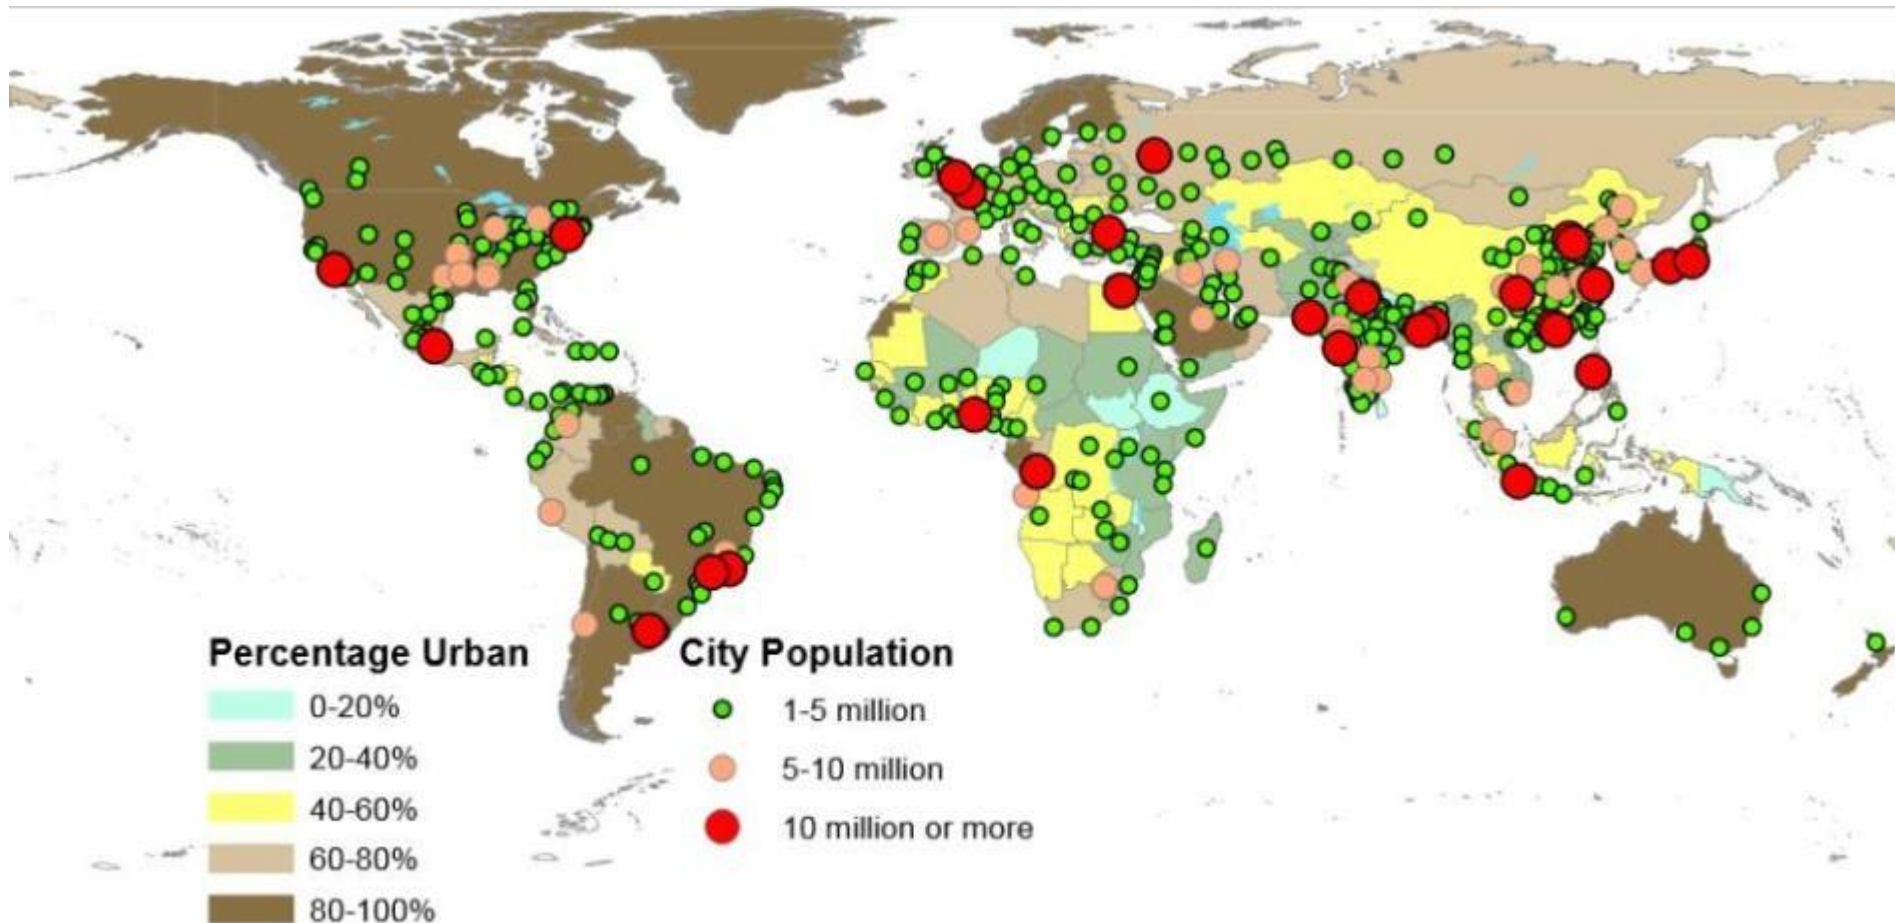 Percentage Urban
0-20%
20-40%
40-60%
60-80%
80-100%
City Population
1-5 million
5-10 million
10 million or more